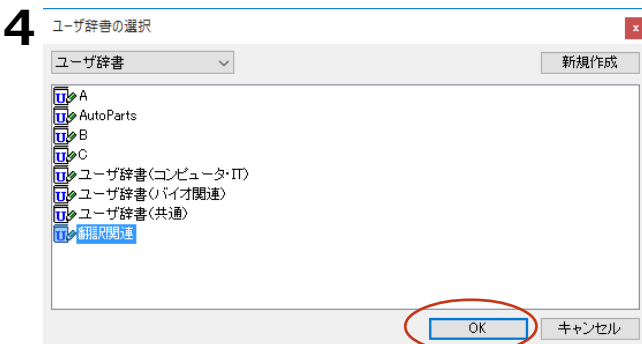 4
ユーザ辞書の選択
x
ユーザ辞書
新規作成
A
AutoParts
B
C
ユーザ辞書(コンピュータ・IT)
ユーザ辞書(バイオ関連)
ユーザ辞書(共通)
翻訳関連
OK
キャンセル